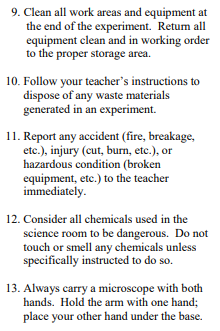 9. Clean all work areas and equipment at
the end of the experiment. Return all
equipment clean and in working order
to the proper storage area.
10. Follow your teacher's instructions to
dispose of any waste materials
generated in an experiment.
11. Report any accident (fire, breakage,
etc.), injury (cut, burn, etc.), or
hazardous condition (broken
equipment, etc.) to the teacher
immediately.
12. Consider all chemicals used in the
science room to be dangerous. Do not
touch or smell any chemicals unless
specifically instructed to do so.
13. Always carry a microscope with both
hands. Hold the arm with one hand;
place your other hand under the base.